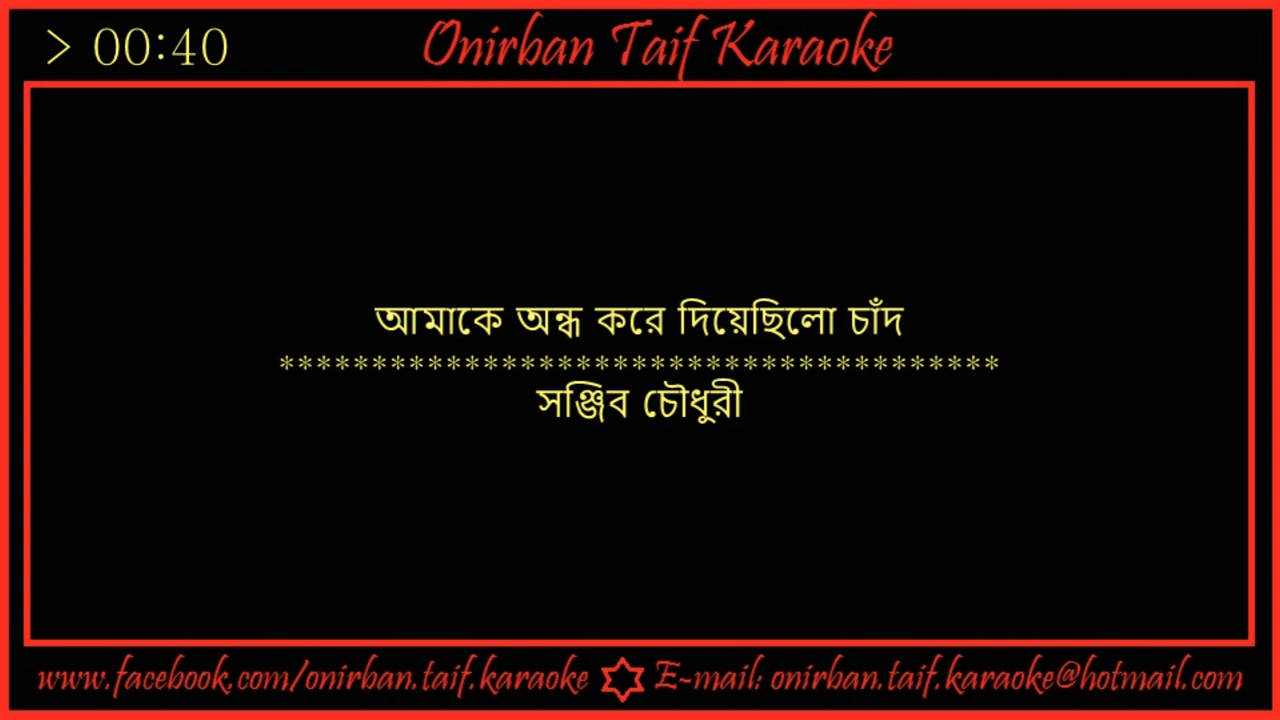 > 00:40
Onirban Taif Karaoke
আমাকে অন্ধ করে দিয়েছিলো চাঁদ
***************************************
সঞ্জিব চৌধুরী
www.facebook.com/onirban.taif.karaoke ✡ E-mail: onirban.taif.karaoke@hotmail.com